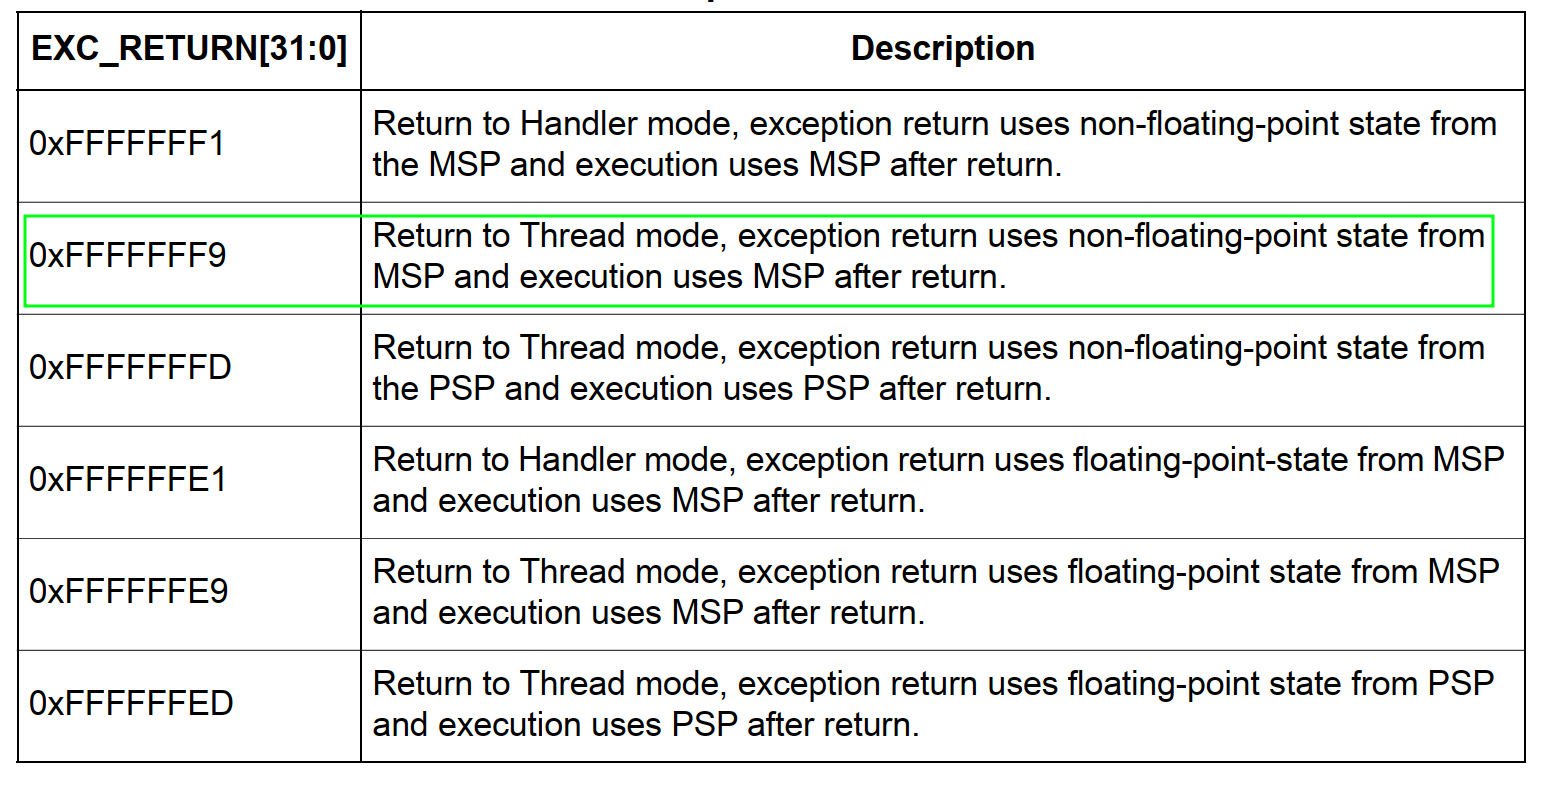 EXC_RETURN[31:0] Description
0xFFFFFFF1
Return to Handler mode, exception return uses non-floating-point state from
the MSP and execution uses MSP after return.
0xFFFFFFF9
Return to Thread mode, exception return uses non-floating-point state from
MSP and execution uses MSP after return.
0xFFFFFFFD
Return to Thread mode, exception return uses non-floating-point state from
the PSP and execution uses PSP after return.
0xFFFFFFE1
Return to Handler mode, exception return uses floating-point-state from MSP
and execution uses MSP after return.
0xFFFFFFE9
Return to Thread mode, exception return uses floating-point state from MSP
and execution uses MSP after return.
0xFFFFFFED
Return to Thread mode, exception return uses floating-point state from PSP
and execution uses PSP after return.